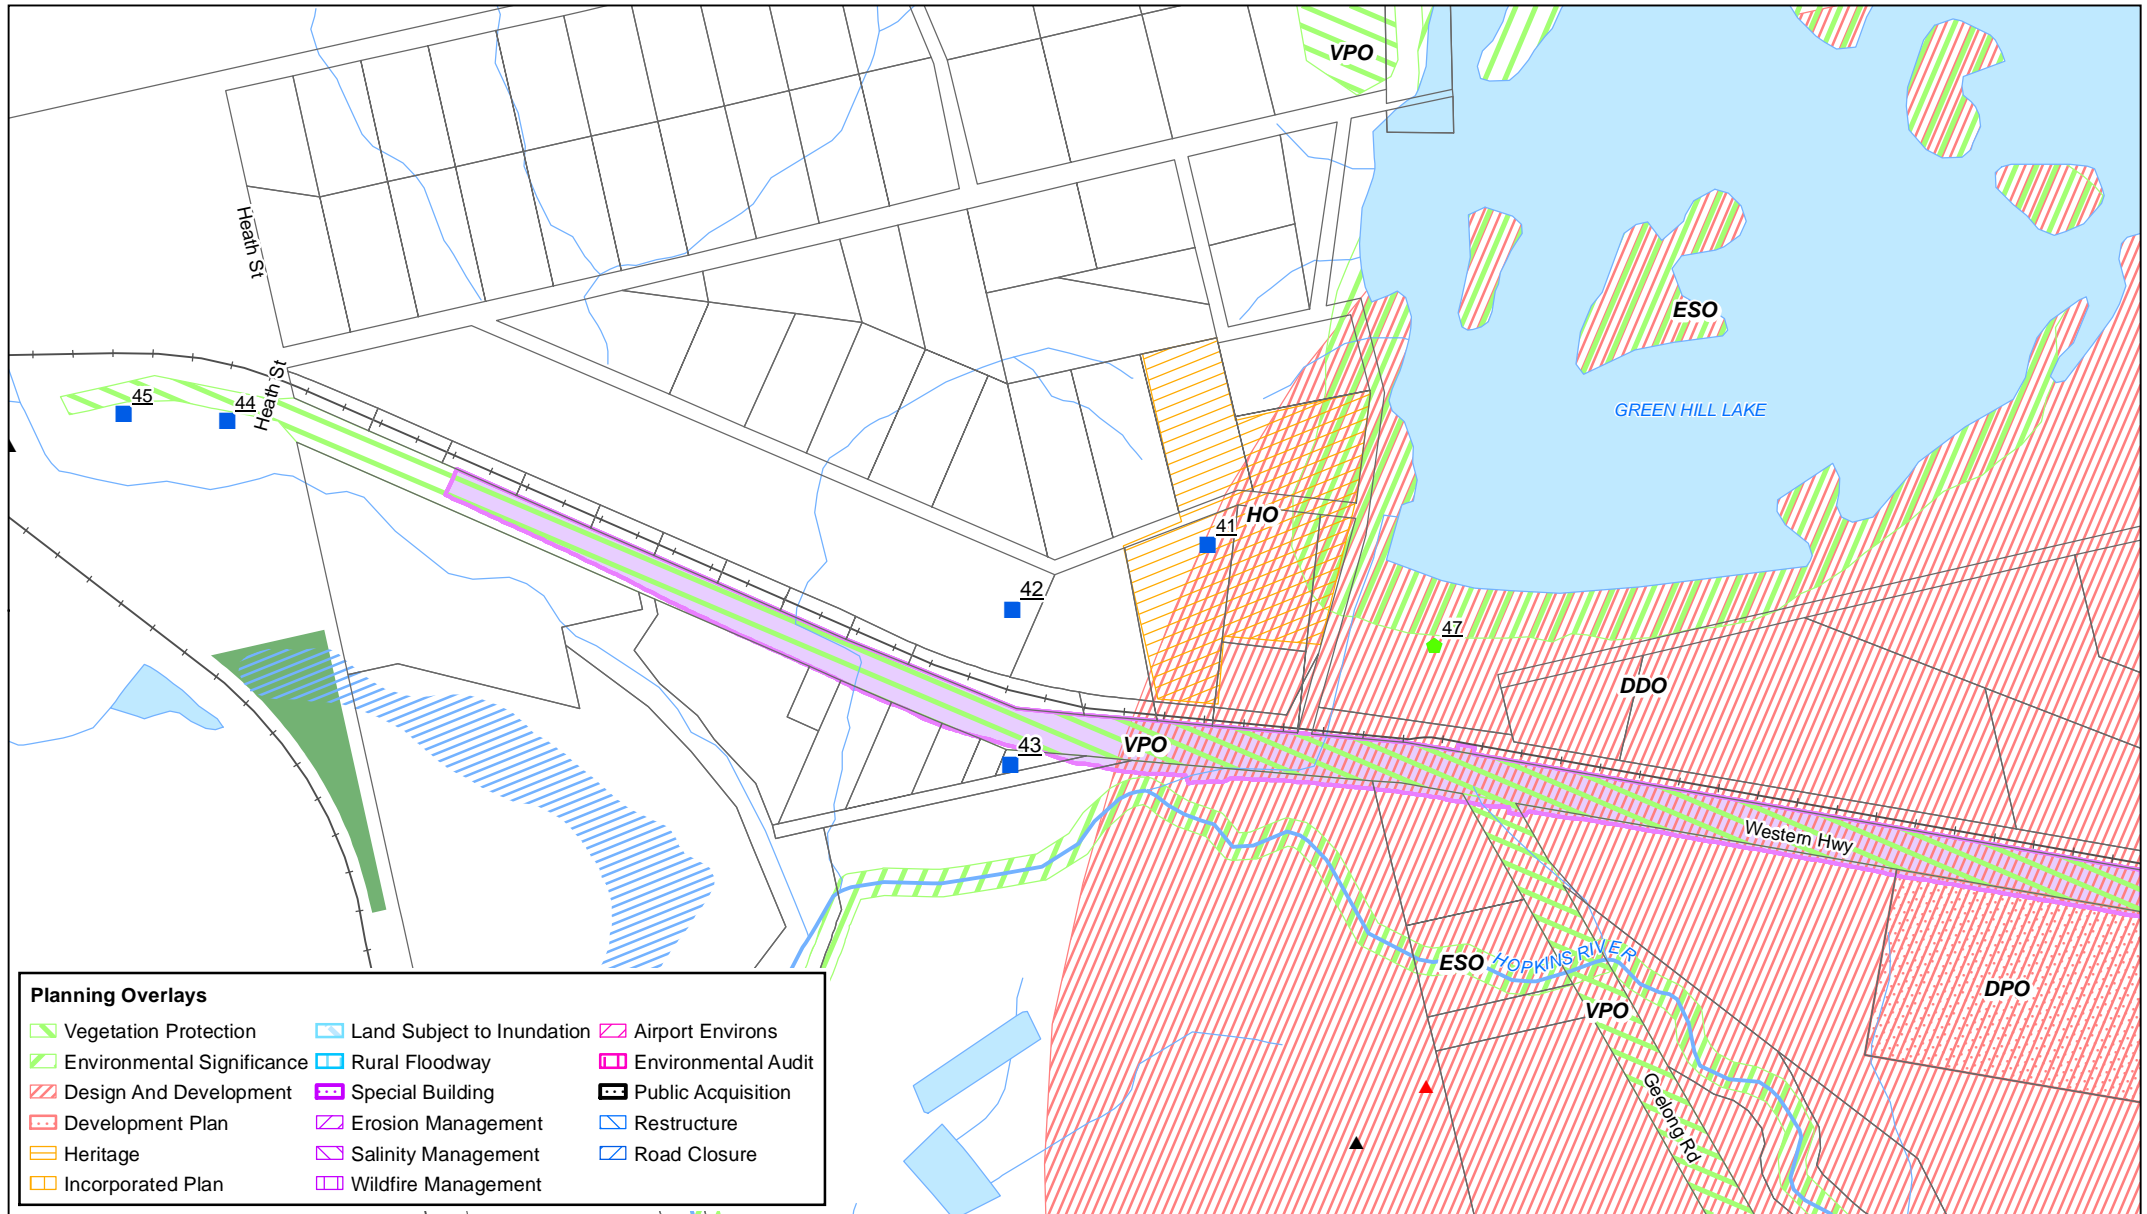 VPO
Heath St
ESO
GREEN HILL LAKE
Heath St
45
44
HO
41
42
47
DDO
43
VPO
Western Hwy
ESO
HOPKINS RIVER
VPO
DPO
Geelong Rd
Planning Overlays
Vegetation Protection
Environmental Significance
Design And Development
Development Plan
Heritage
Incorporated Plan
Land Subject to Inundation
Rural Floodway
Special Building
Erosion Management
Salinity Management
Wildfire Management
Airport Environs
Environmental Audit
Public Acquisition
Restructure
Road Closure